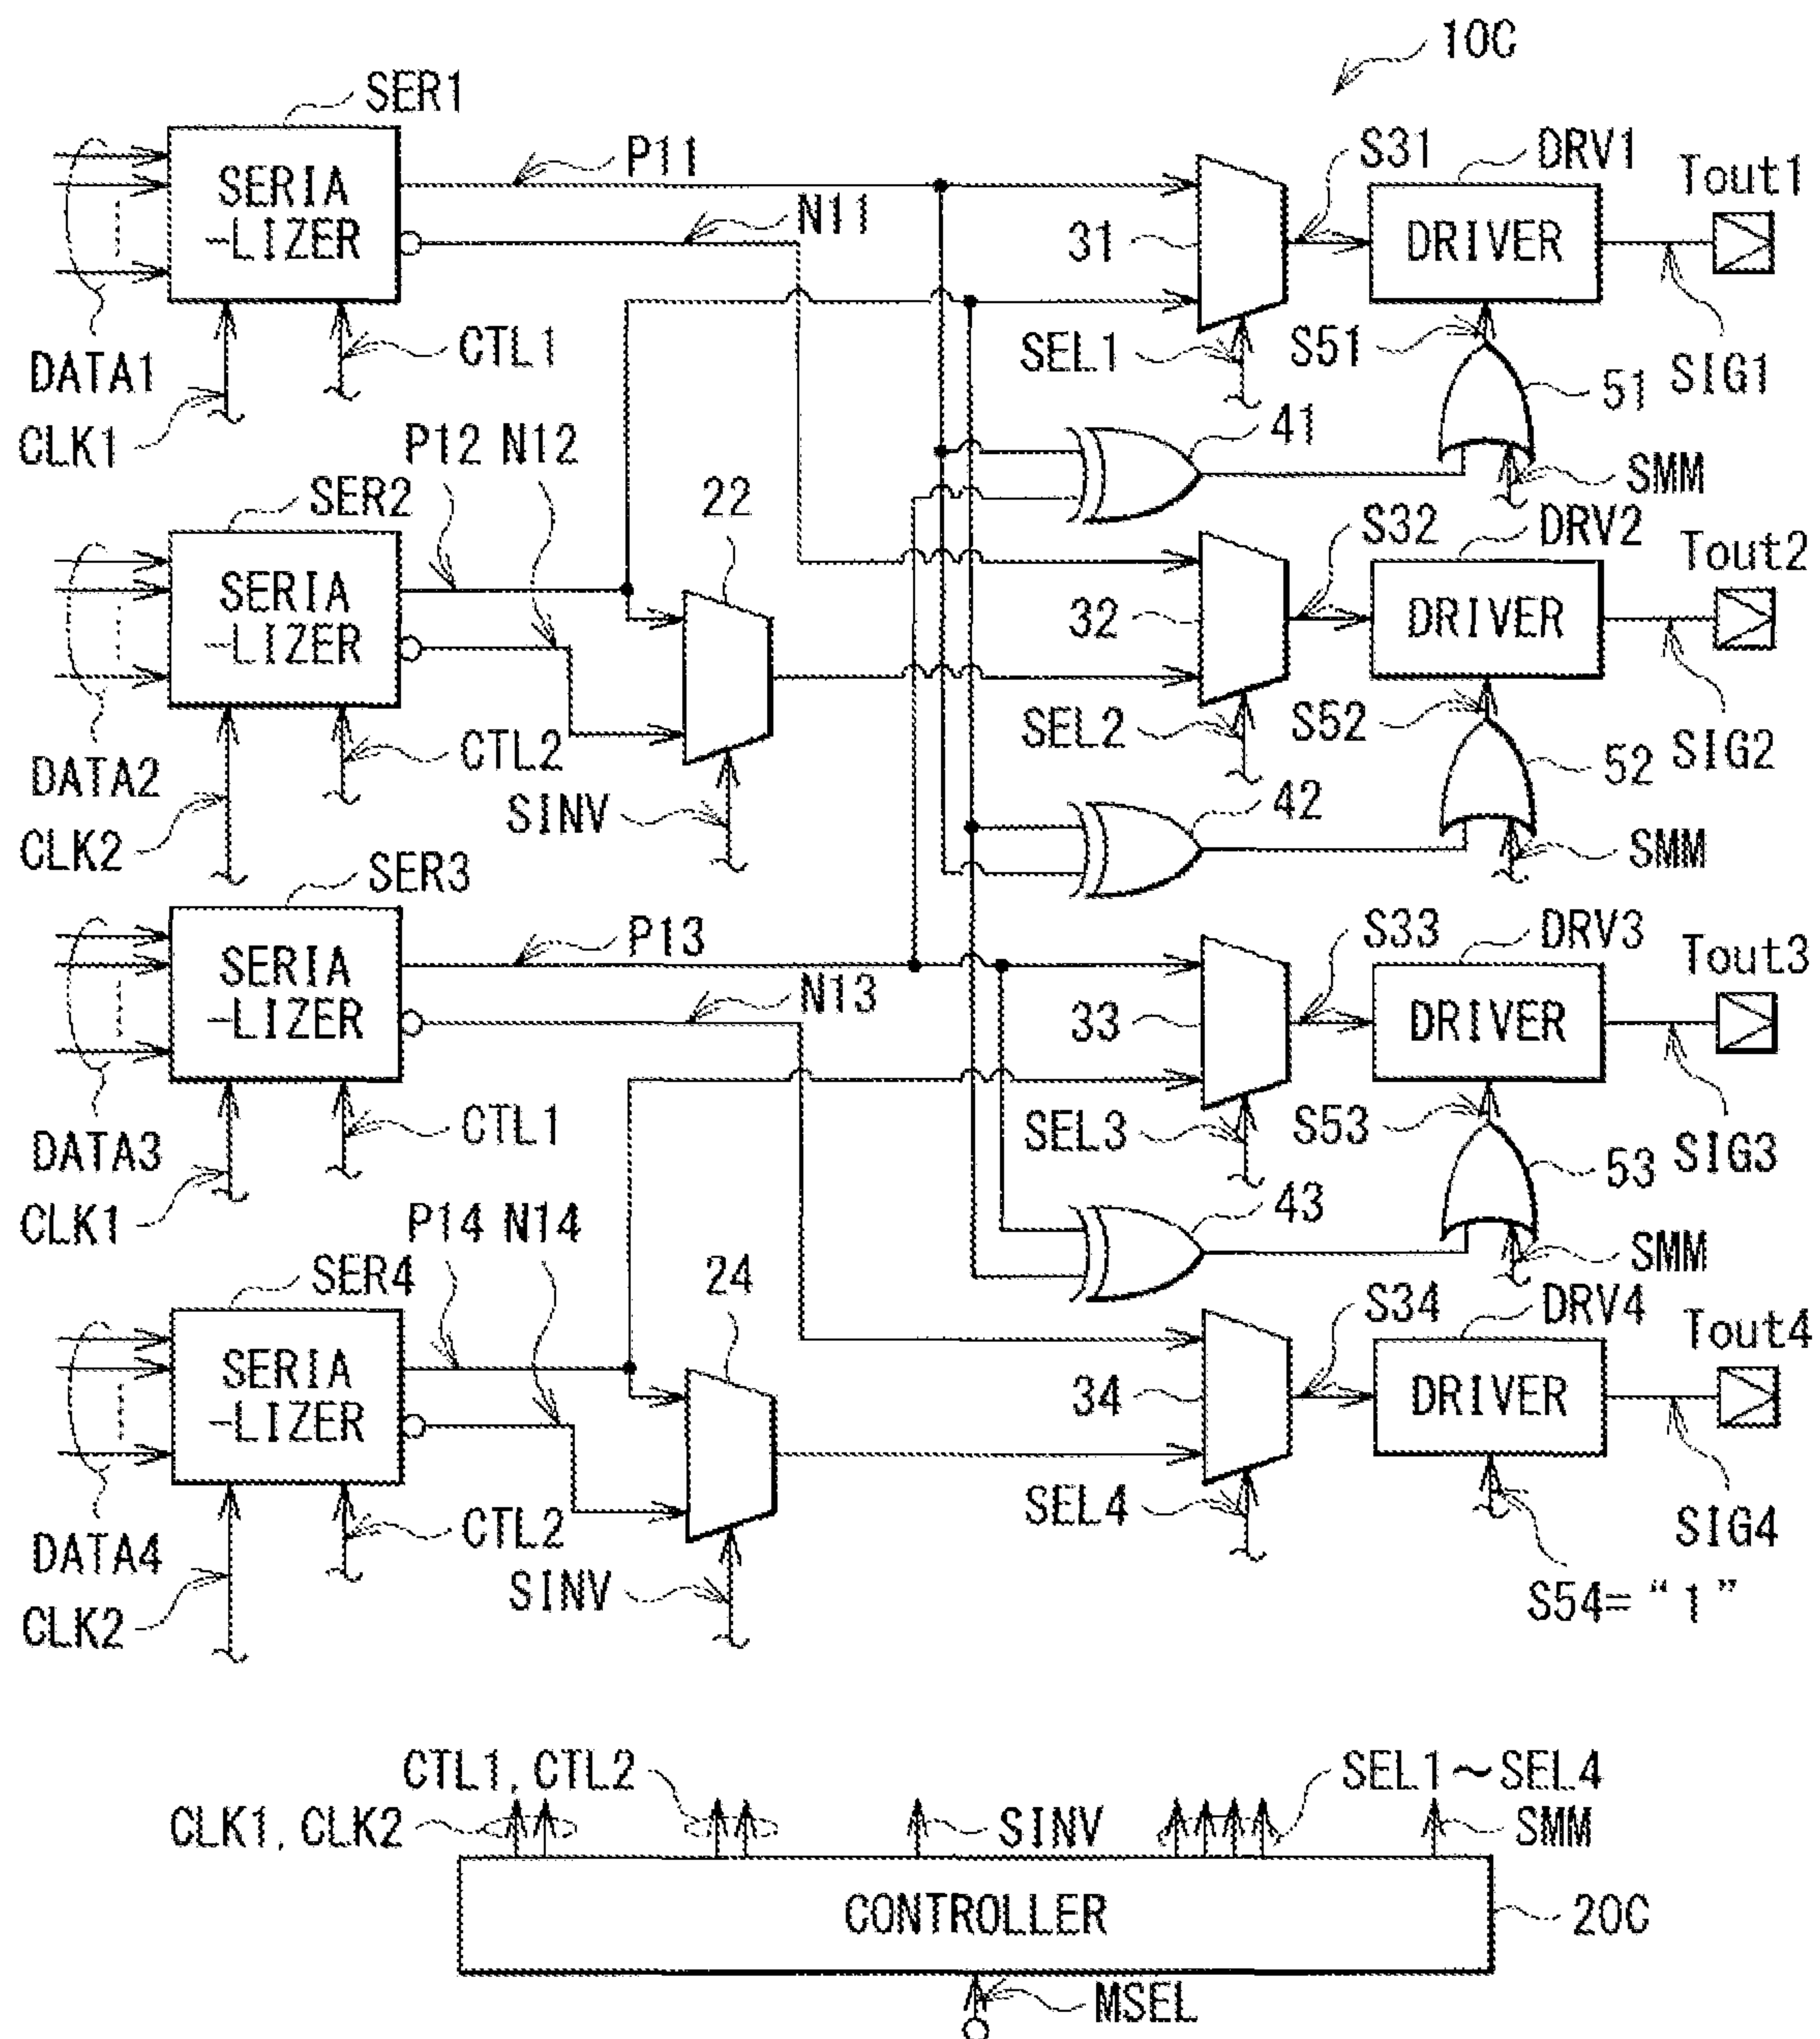 10C
SER1
SERIA
-LIZER
P11
N11
DATA1
CLK1
CTL1
31
SEL1
S31
DRV1
DRIVER
Tout1
S51
51
SIG1
SMM
41
SER2
SERIA
-LIZER
P12 N12
22
DATA2
CLK2
CTL2
SINV
32
SEL2
S32
DRV2
DRIVER
Tout2
S52
52
SIG2
SMM
42
SER3
SERIA
-LIZER
P13
N13
DATA3
CLK1
CTL1
33
SEL3
S33
DRV3
DRIVER
Tout3
S53
53
SIG3
SMM
43
SER4
SERIA
-LIZER
P14 N14
24
DATA4
CLK2
CTL2
SINV
34
SEL4
S34
DRV4
DRIVER
Tout4
SIG4
S54=“1”
CTL1, CTL2
CLK1, CLK2
SINV
SEL1～SEL4
SMM
CONTROLLER
20C
MSEL